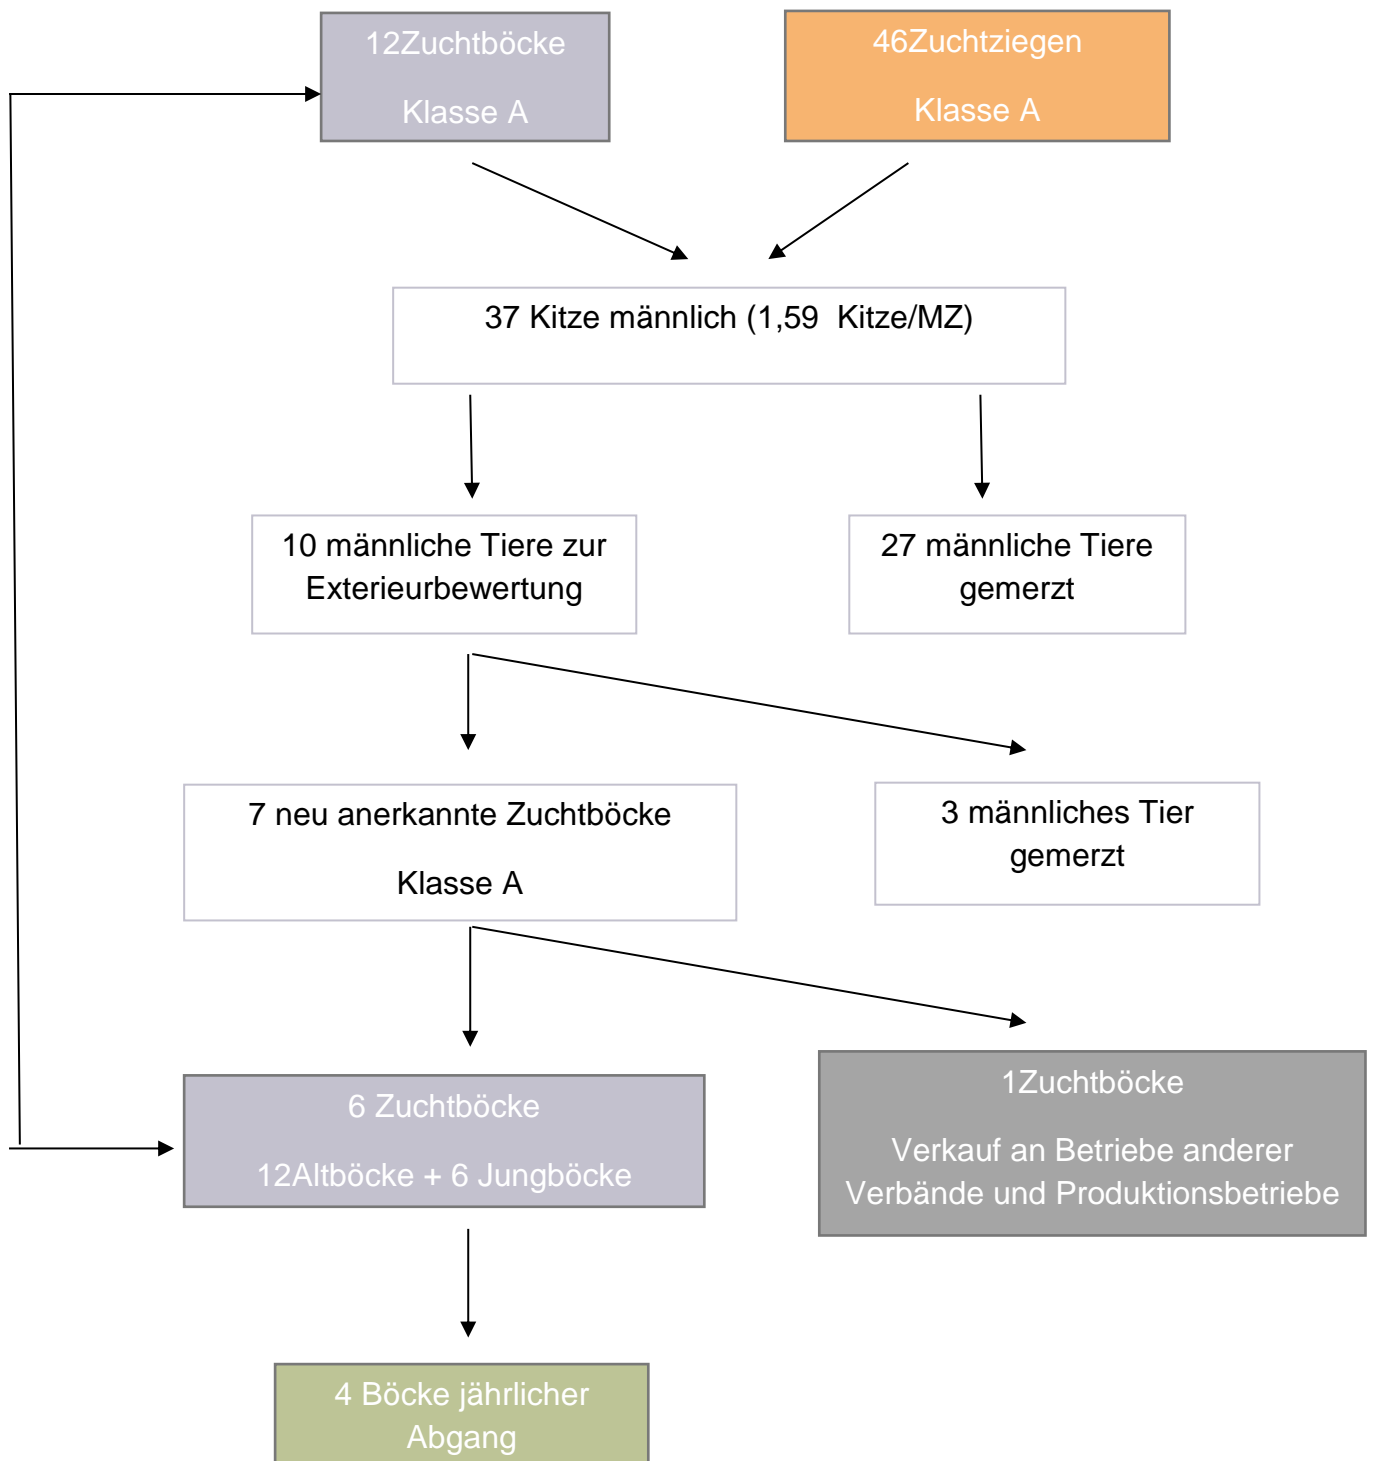 12Zuchtböcke
Klasse A
46Zuchtziegen
Klasse A
37 Kitze männlich (1,59  Kitze/MZ)
10 männliche Tiere zur
Exterieurbewertung
27 männliche Tiere
gemerzt
7 neu anerkannte Zuchtböcke
Klasse A
3 männliches Tier
gemerzt
6 Zuchtböcke
12Altböcke + 6 Jungböcke
1Zuchtböcke
Verkauf an Betriebe anderer
Verbände und Produktionsbetriebe
4 Böcke jährlicher
Abgang